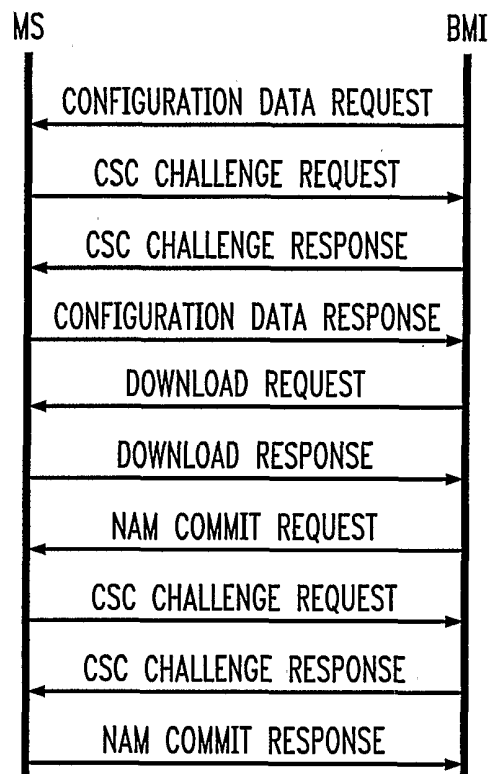 MS BMI
CONFIGURATION DATA REQUEST
CSC CHALLENGE REQUEST
CSC CHALLENGE RESPONSE
CONFIGURATION DATA RESPONSE
DOWNLOAD REQUEST
DOWNLOAD RESPONSE
NAM COMMIT REQUEST
CSC CHALLENGE REQUEST
CSC CHALLENGE RESPONSE
NAM COMMIT RESPONSE